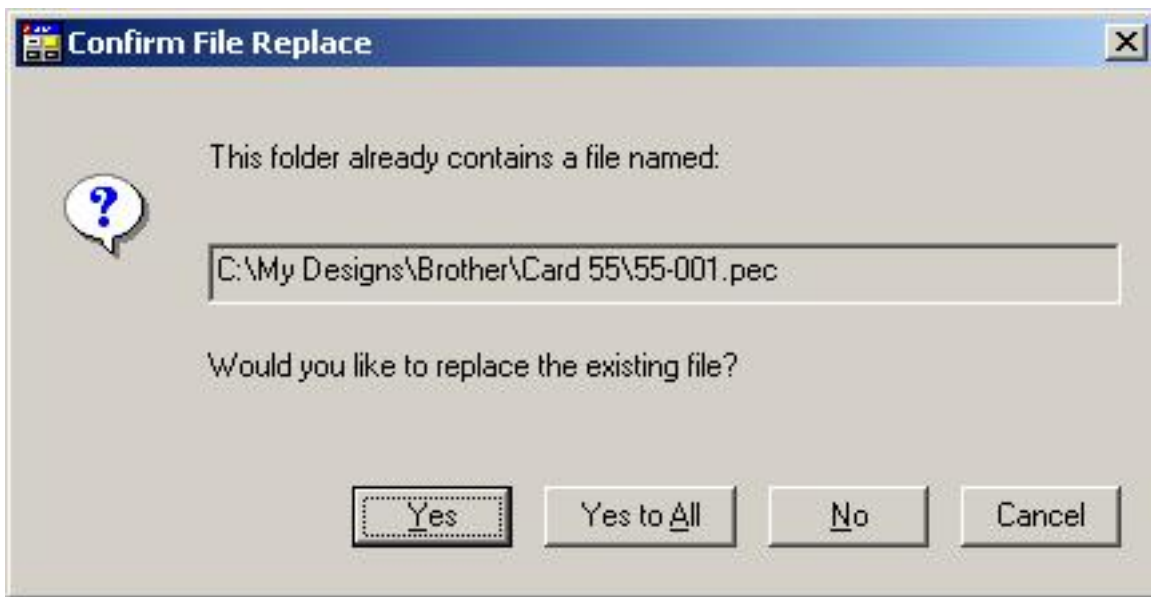 Confirm File Replace
This folder already contains a file named:
?
C:\My Designs\Brother\Card 55\55-001.pec
Would you like to replace the existing file?
Yes Yes to All No Cancel